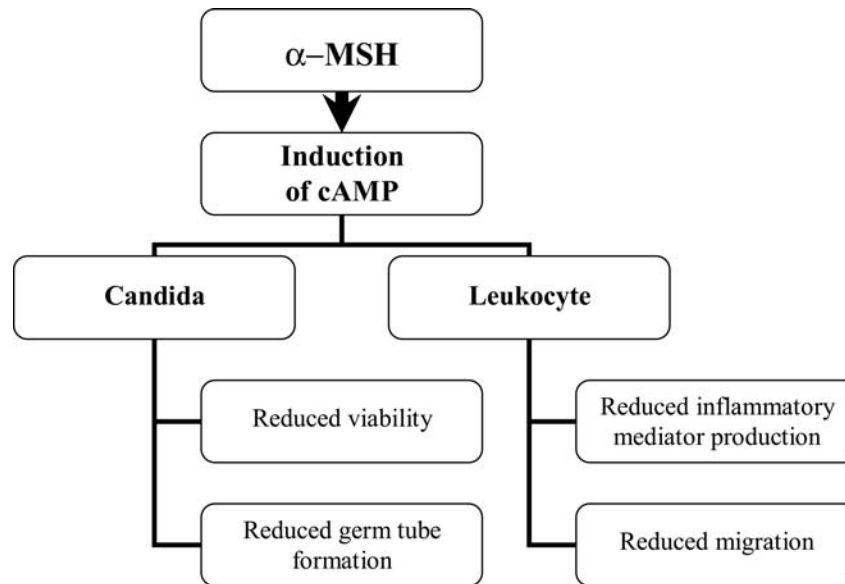 α–MSH
Induction
of cAMP
Candida
Leukocyte
Reduced viability
Reduced inflammatory
mediator production
Reduced germ tube
formation
Reduced migration